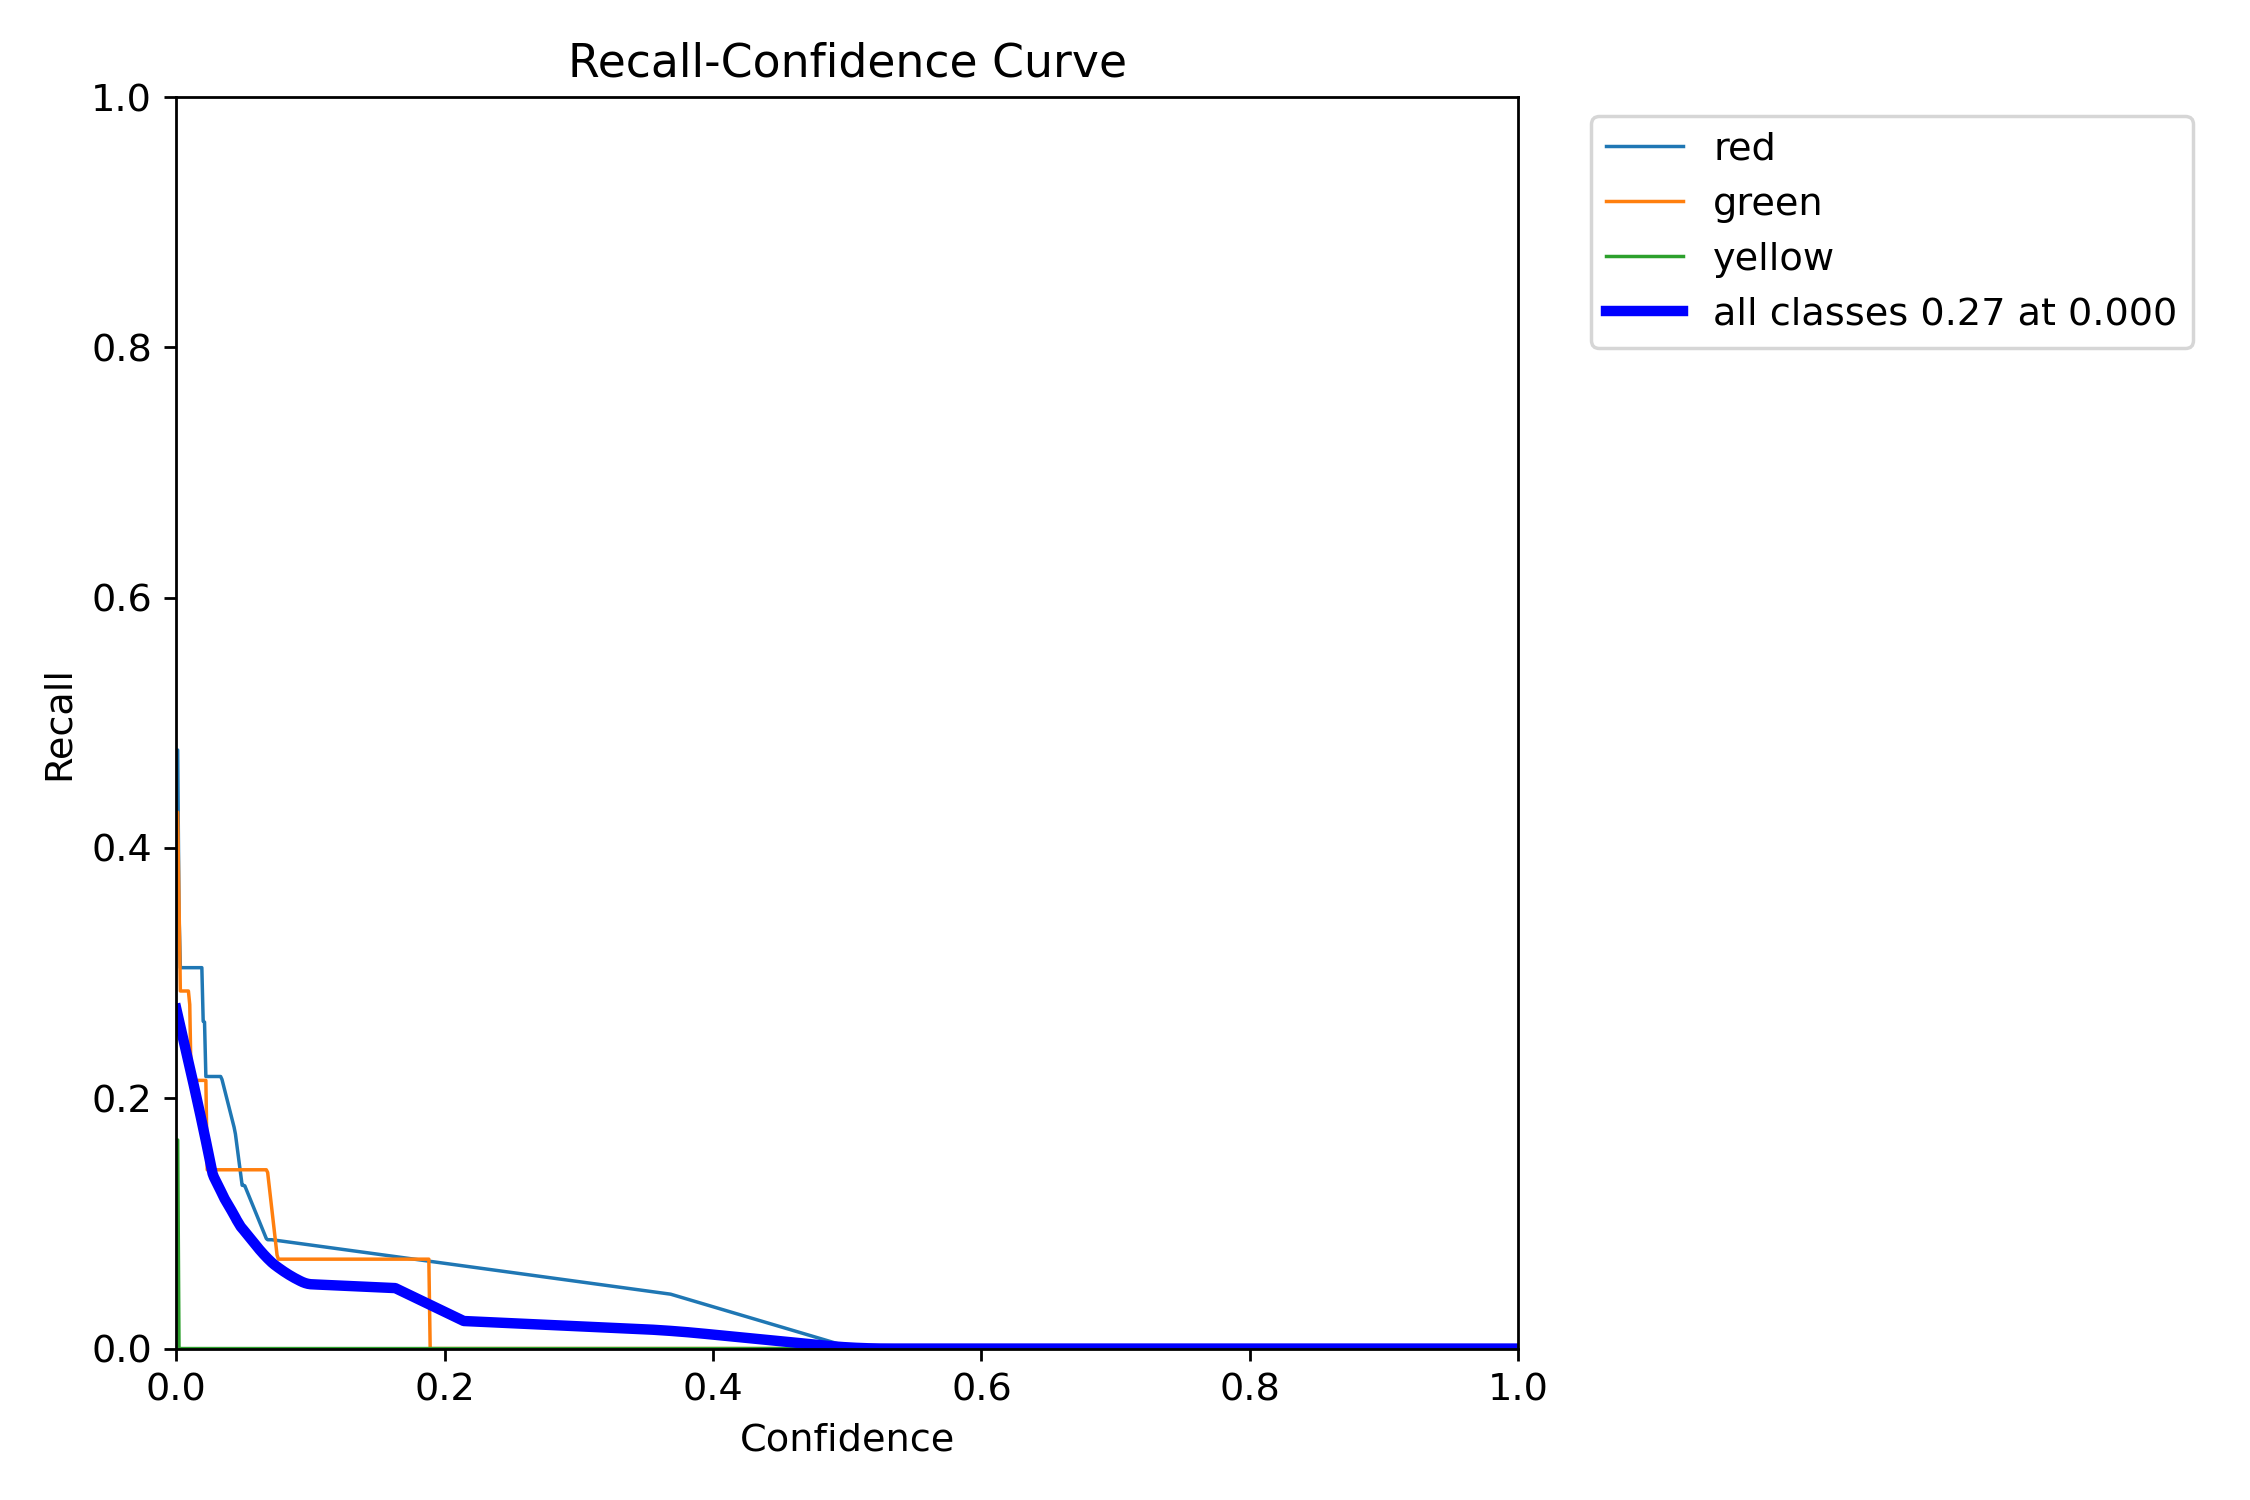 Recall-Confidence Curve
1.0
0.8
0.6
0.4
0.2
0.0
Recall
0.0 0.2 0.4 0.6 0.8 1.0
Confidence
red
green
yellow
all classes 0.27 at 0.000